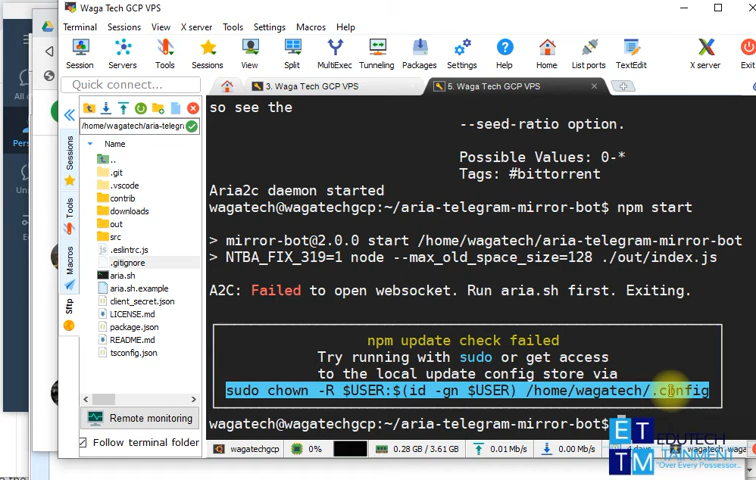 Waga Tech GCP VPS
Terminal Sessions View X server Tools Settings Macros Help
Session Servers Tools Sessions View Split MultiExec Tunneling Packages Settings Help Home List ports TextEdit X server Exit
Quick connect...
3. Waga Tech GCP VPS
5. Waga Tech GCP VPS
/home/wagatech/aria-telegram
Sessions
Tools
Macros
Sftp
Name
..
.git
.vscode
contrib
downloads
out
src
.eslintrc.js
.gitignore
aria.sh
aria.sh.example
client_secret.json
LICENSE.md
package.json
README.md
tsconfig.json
Remote monitoring
Follow terminal folder
so see the
--seed-ratio option.
Possible Values: 0-*
Tags: #bittorrent
Aria2c daemon started
wagatech@wagatechgcp:~/aria-telegram-mirror-bot$ npm start
> mirror-bot@2.0.0 start /home/wagatech/aria-telegram-mirror-bot
> NTBA_FIX_319=1 node --max_old_space_size=128 ./out/index.js
A2C: Failed to open websocket. Run aria.sh first. Exiting.
npm update check failed
Try running with sudo or get access
to the local update config store via
sudo chown -R $USER:$(id -gn $USER) /home/wagatech/.config
wagatech@wagatechgcp:~/aria-telegram-mirror-bot$
wagatechgcp 0% 0.28 GB / 3.61 GB 0.01 Mb/s 0.00 Mb/s
ET
TM
EDUTECH
TAINMENT
"Over Every Possessor..."